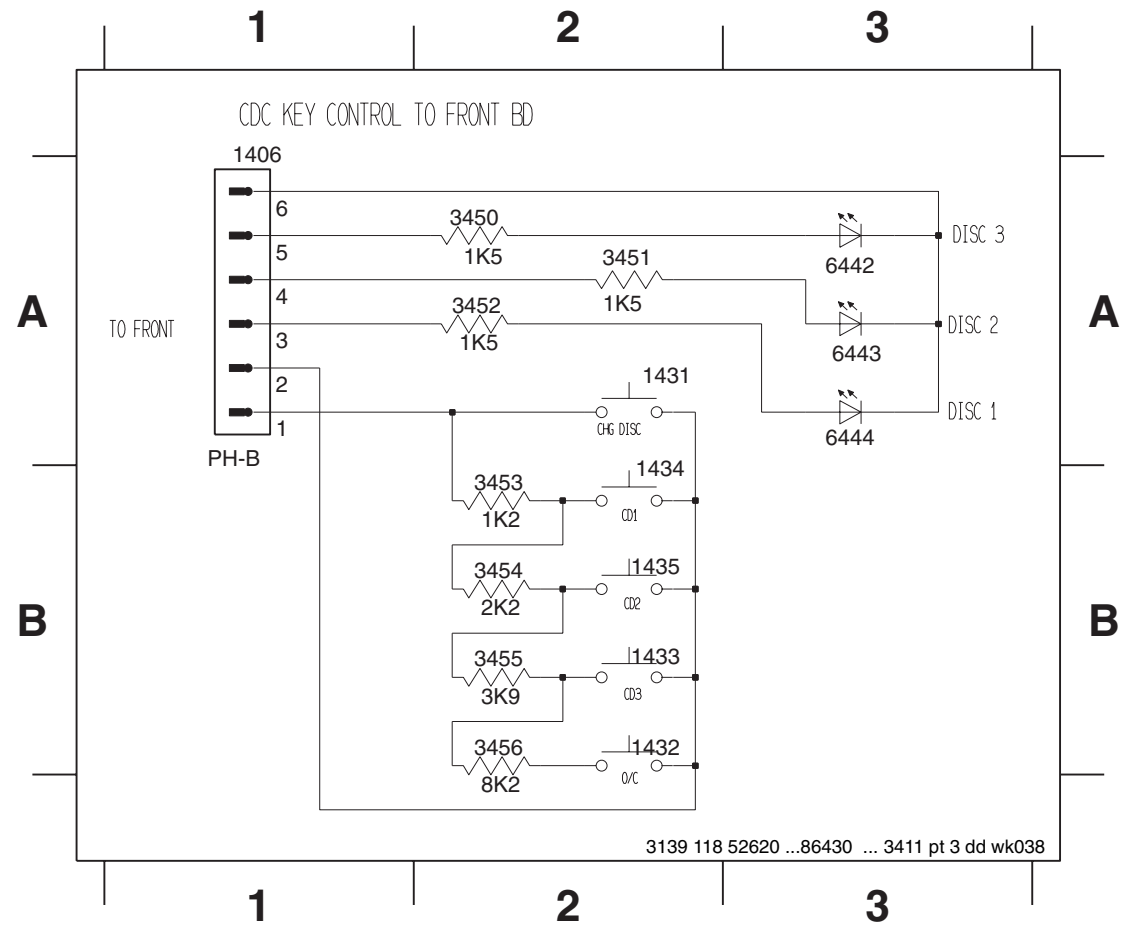 1 2 3
CDC KEY CONTROL TO FRONT BD
1406
6
3450
DISC 3
5
1K5
3451
6442
4
A
3452
1K5
A
TO FRONT
DISC 2
3
1K5
6443
2
1431
DISC 1
1
CHG DISC
6444
PH-B
1434
3453
1K2
CD1
3454
1435
2K2
CD2
B
B
3455
1433
3K9
CD3
3456
1432
8K2
O/C
3139 118 52620 ...86430 ... 3411 pt 3 dd wk038
1 2 3